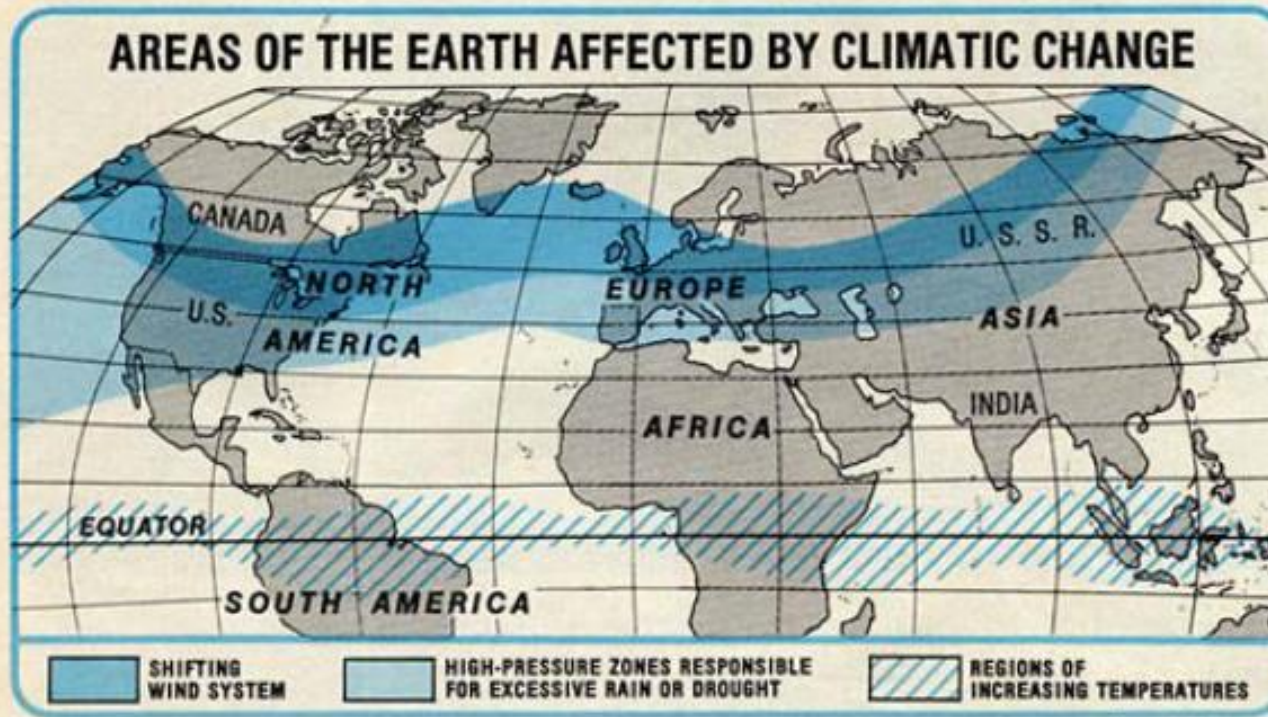 AREAS OF THE EARTH AFFECTED BY CLIMATIC CHANGE
CANADA
U. S. S. R.
NORTH
EUROPE
U.S.
AMERICA
ASIA
INDIA
AFRICA
EQUATOR
SOUTH AMERICA
SHIFTING
WIND SYSTEM
HIGH-PRESSURE ZONES RESPONSIBLE
FOR EXCESSIVE RAIN OR DROUGHT
REGIONS OF
INCREASING TEMPERATURES